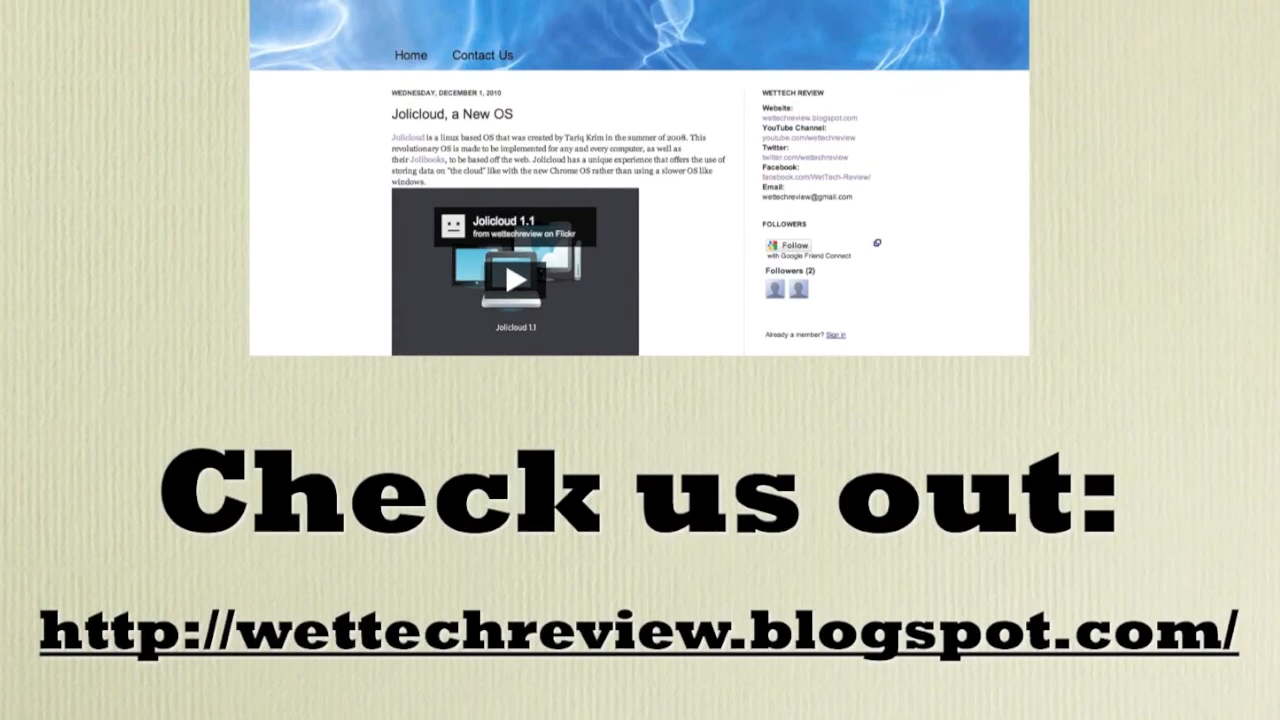 Home Contact Us
WEDNESDAY, DECEMBER 1, 2010
Jolicloud, a New OS
Jolicloud is a linux based OS that was created by Tariq Krim in the summer of 2008. This
revolutionary OS is made to be implemented for any and every computer, as well as
their Jolibooks, to be based off the web. Jolicloud has a unique experience that offers the use of
storing data on "the cloud" like with the new Chrome OS rather than using a slower OS like
windows.
Jolicloud 1.1
from wettechreview on Flickr
Jolicloud 1.1
WETTECH REVIEW
Website:
wettechreview.blogspot.com
YouTube Channel:
youtube.com/wettechreview
Twitter:
twitter.com/wettechreview
Facebook:
facebook.com/WetTech-Review/
Email:
wettechreview@gmail.com
FOLLOWERS
Follow
with Google Friend Connect
Followers (2)
Already a member? Sign in
Check us out:
http://wettechreview.blogspot.com/